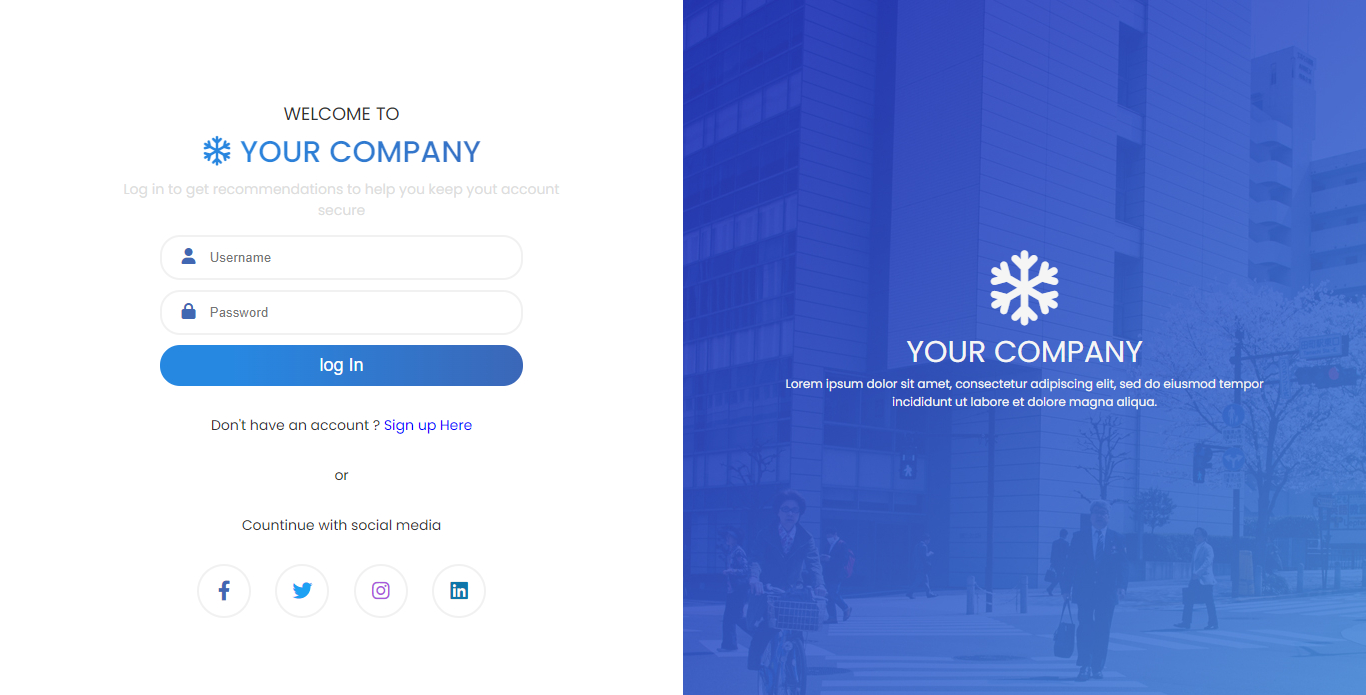 WELCOME TO
YOUR COMPANY
Log in to get recommendations to help you keep yout account
secure
Username
Password
log In
Don't have an account ? Sign up Here
or
Countinue with social media
YOUR COMPANY
Lorem ipsum dolor sit amet, consectetur adipiscing elit, sed do eiusmod tempor
incididunt ut labore et dolore magna aliqua.